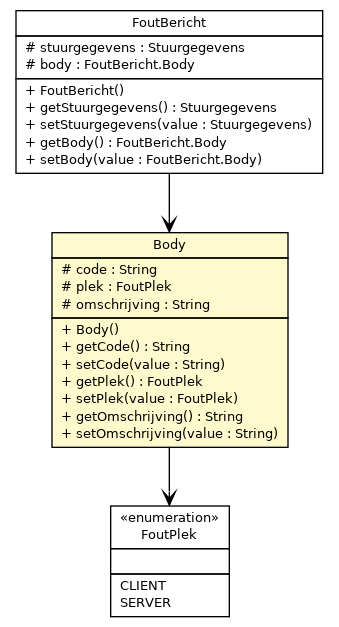 FoutBericht
# stuurgegevens : Stuurgegevens
# body : FoutBericht.Body
+ FoutBericht()
+ getStuurgegevens() : Stuurgegevens
+ setStuurgegevens(value : Stuurgegevens)
+ getBody() : FoutBericht.Body
+ setBody(value : FoutBericht.Body)
Body
# code : String
# plek : FoutPlek
# omschrijving : String
+ Body()
+ getCode() : String
+ setCode(value : String)
+ getPlek() : FoutPlek
+ setPlek(value : FoutPlek)
+ getOmschrijving() : String
+ setOmschrijving(value : String)
«enumeration»
FoutPlek
CLIENT
SERVER